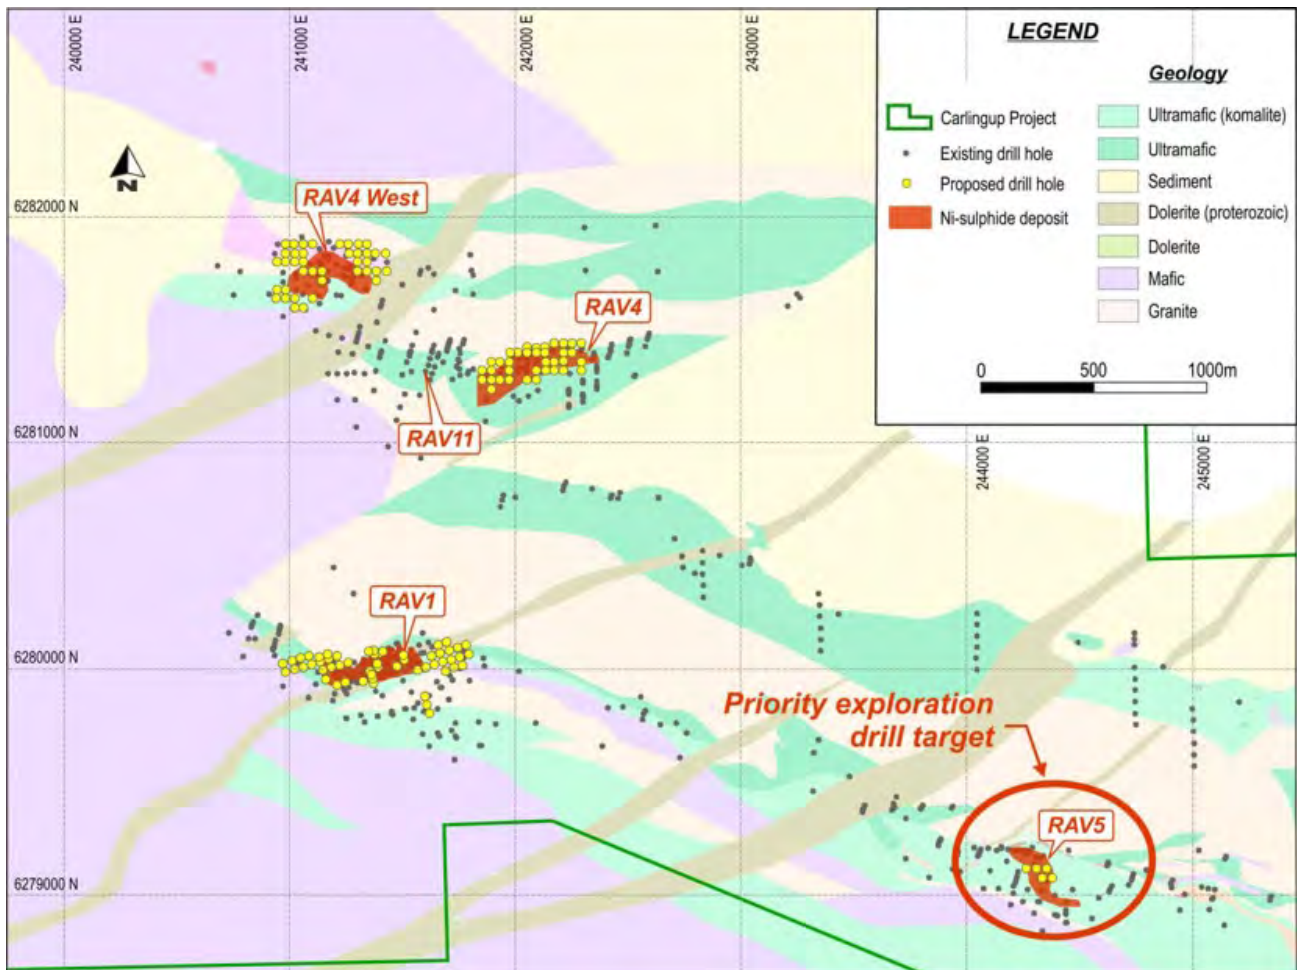 240000 E
241000 E
242000 E
243000 E
LEGEND
Geology
Carlingup Project
Existing drill hole
Proposed drill hole
Ni-sulphide deposit
Ultramafic (komalite)
Ultramafic
Sediment
Dolerite (proterozoic)
Dolerite
Mafic
Granite
0 500 1000m
N
6282000 N
RAV4 West
RAV4
RAV11
6281000 N
244000 E
245000 E
RAV1
6280000 N
Priority exploration
drill target
RAV5
6279000 N